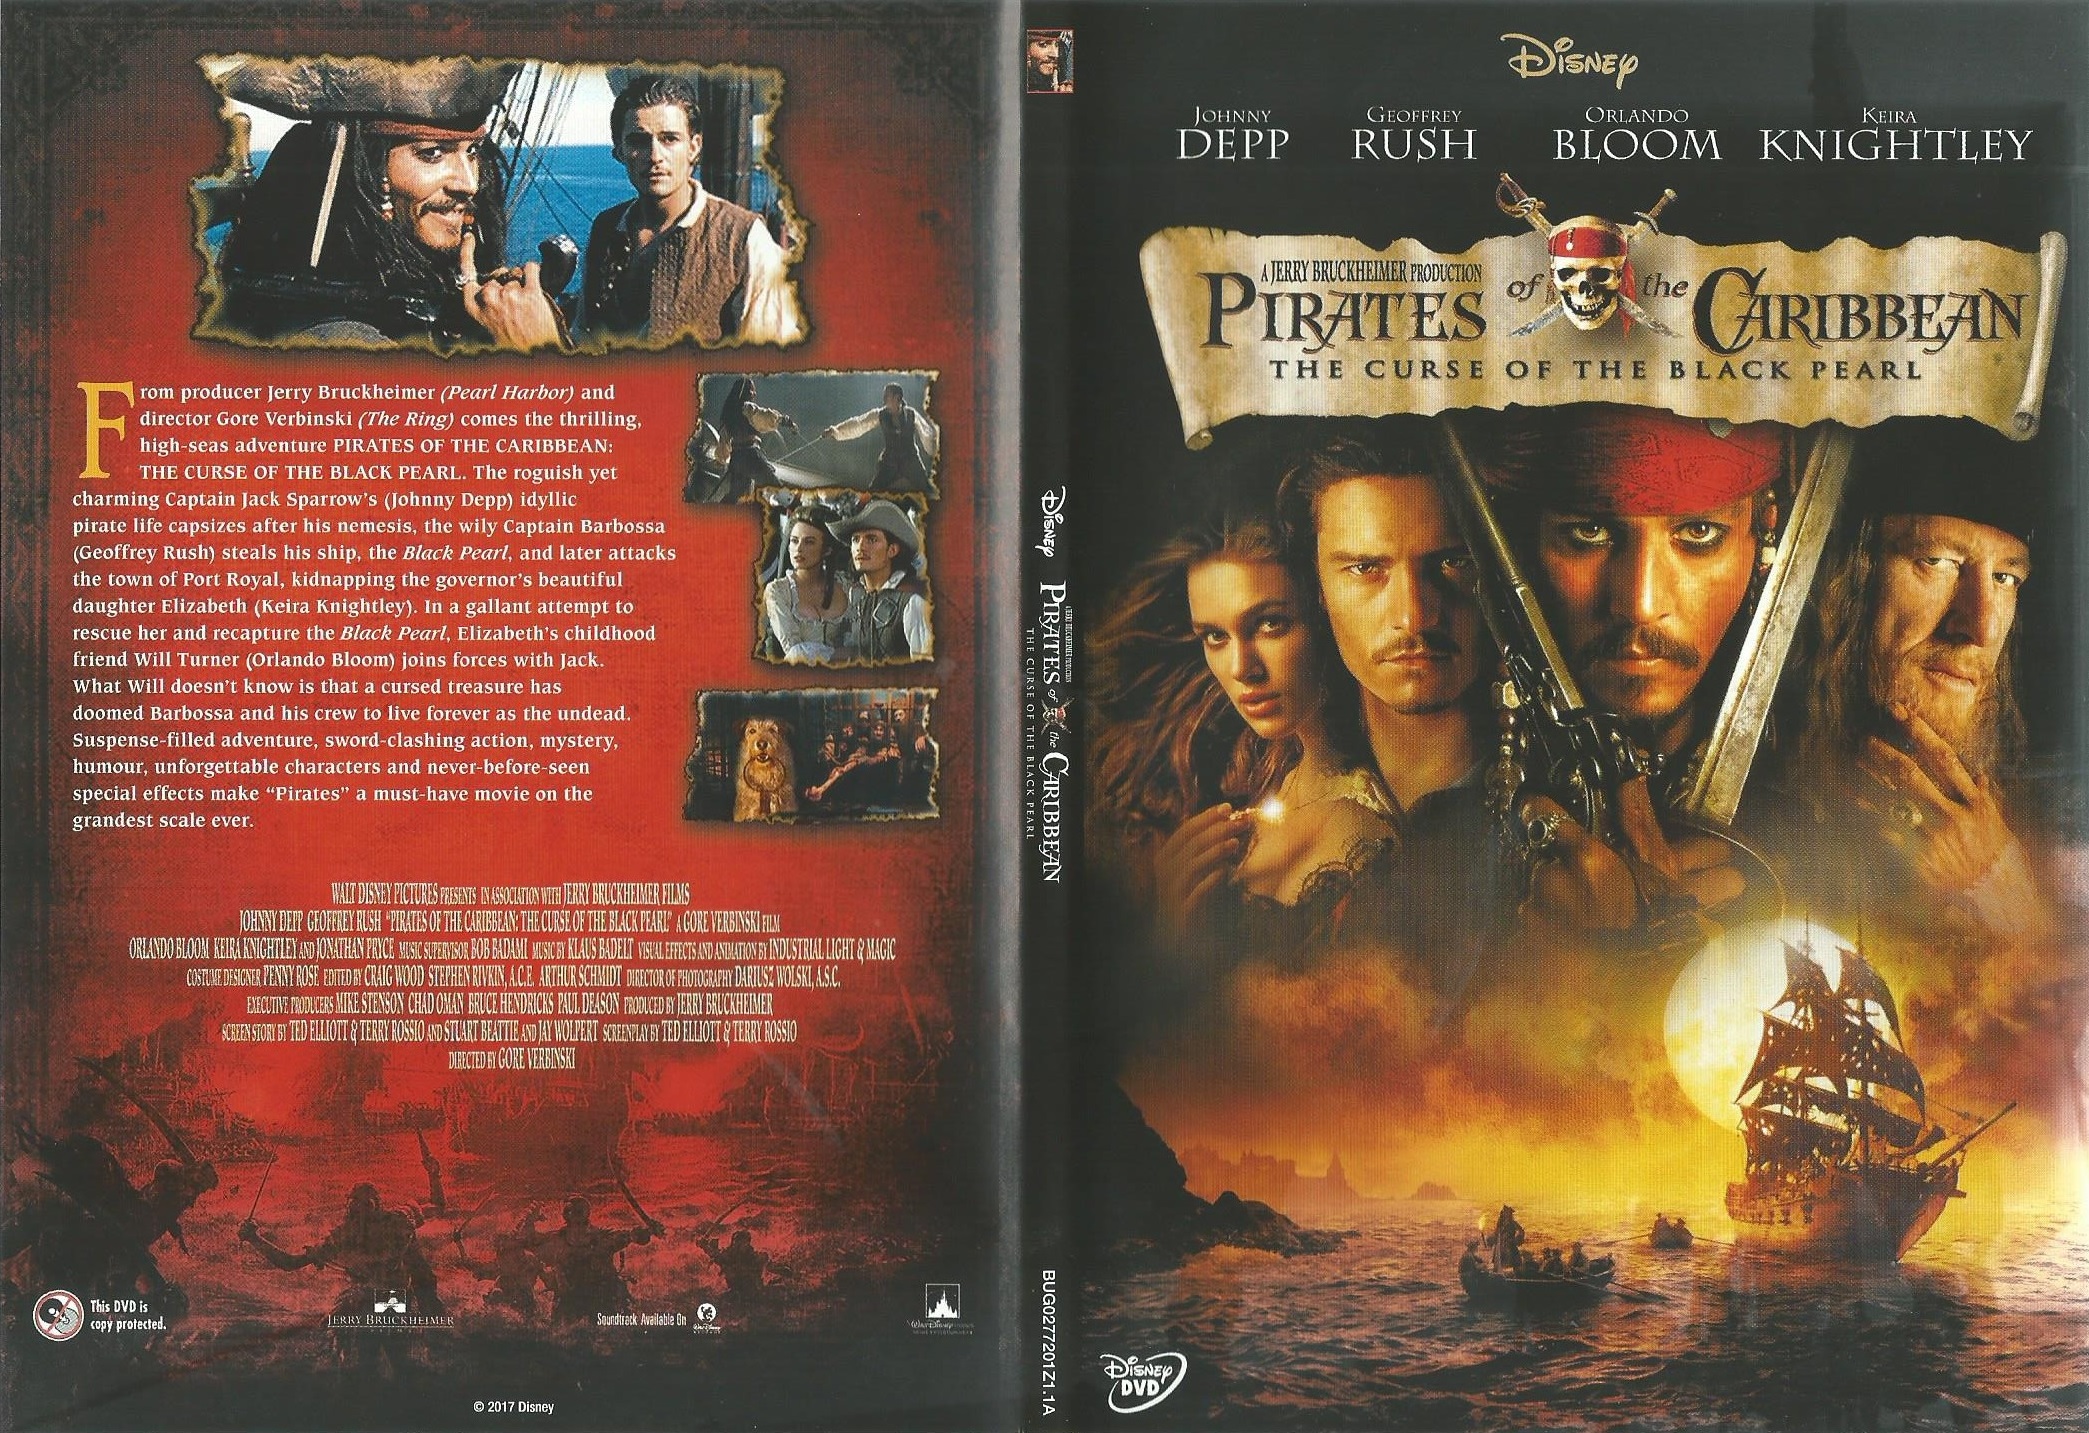 From producer Jerry Bruckheimer (Pearl Harbor) and
director Gore Verbinski (The Ring) comes the thrilling,
high-seas adventure PIRATES OF THE CARIBBEAN:
THE CURSE OF THE BLACK PEARL. The roguish yet
charming Captain Jack Sparrow's (Johnny Depp) idyllic
pirate life capsizes after his nemesis, the wily Captain Barbossa
(Geoffrey Rush) steals his ship, the Black Pearl, and later attacks
the town of Port Royal, kidnapping the governor's beautiful
daughter Elizabeth (Keira Knightley). In a gallant attempt to
rescue her and recapture the Black Pearl, Elizabeth's childhood
friend Will Turner (Orlando Bloom) joins forces with Jack.
What Will doesn't know is that a cursed treasure has
doomed Barbossa and his crew to live forever as the undead.
Suspense-filled adventure, sword-clashing action, mystery,
humour, unforgettable characters and never-before-seen
special effects make "Pirates" a must-have movie on the
grandest scale ever.
WALT DISNEY PICTURES PRESENTS IN ASSOCIATION WITH JERRY BRUCKHEIMER FILMS
JOHNNY DEPP GEOFFREY RUSH "PIRATES OF THE CARIBBEAN: THE CURSE OF THE BLACK PEARL" A GORE VERBINSKI FILM
ORLANDO BLOOM KEIRA KNIGHTLEY AND JONATHAN PRYCE MUSIC SUPERVISOR BOB BADAMI MUSIC BY KLAUS BADELT VISUAL EFFECTS AND ANIMATION BY INDUSTRIAL LIGHT & MAGIC
COSTUME DESIGNER PENNY ROSE EDITED BY CRAIG WOOD STEPHEN RIVKIN, A.C.E. ARTHUR SCHMIDT DIRECTOR OF PHOTOGRAPHY DARIUSZ WOLSKI, A.S.C.
EXECUTIVE PRODUCERS MIKE STENSON CHAD OMAN BRUCE HENDRICKS PAUL DEASON PRODUCED BY JERRY BRUCKHEIMER
SCREEN STORY BY TED ELLIOTT & TERRY ROSSIO AND STUART BEATTIE AND JAY WOLPERT SCREENPLAY BY TED ELLIOTT & TERRY ROSSIO
DIRECTED BY GORE VERBINSKI
This DVD is
copy protected.
JERRY BRUCKHEIMER
FILMS
Soundtrack Available On
WALT DISNEY
RECORDS
WALT DISNEY STUDIOS
HOME ENTERTAINMENT
© 2017 Disney
DISNEY
A JERRY BRUCKHEIMER PRODUCTION
PIRATES of the CARIBBEAN
THE CURSE OF THE BLACK PEARL
BUG0277201Z1.1A
DISNEY
JOHNNY DEPP
GEOFFREY RUSH
ORLANDO BLOOM
KEIRA KNIGHTLEY
A JERRY BRUCKHEIMER PRODUCTION
PIRATES of the CARIBBEAN
THE CURSE OF THE BLACK PEARL
DISNEY
DVD